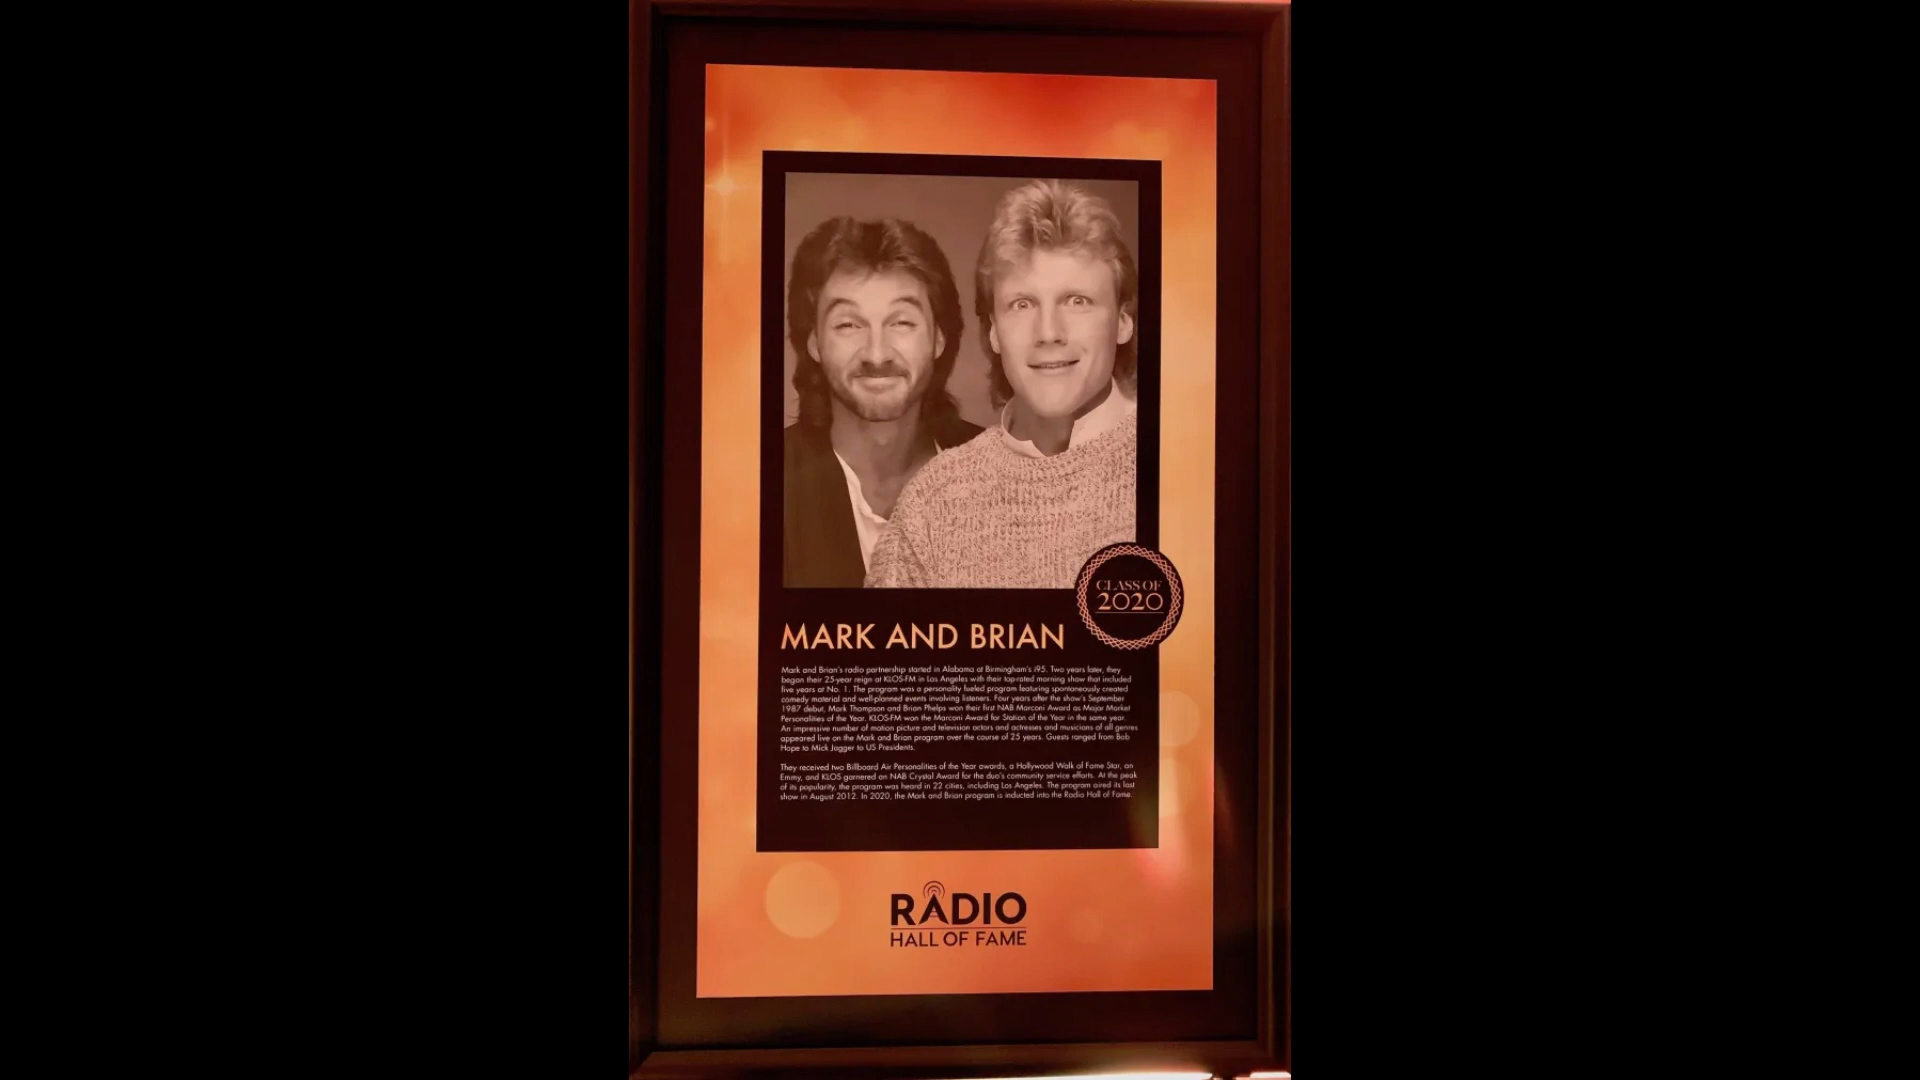 CLASS OF
2020
MARK AND BRIAN
Mark and Brian's radio partnership started in Alabama at Birmingham's i95. Two years later, they
began their 25-year reign at KLOS-FM in Los Angeles with their top-rated morning show that included
five years at No. 1. The program was a personality fueled program featuring spontaneously created
comedy material and well-planned events involving listeners. Four years after the show's September
1987 debut, Mark Thompson and Brian Phelps won their first NAB Marconi Award as Major Market
Personalities of the Year. KLOS-FM won the Marconi Award for Station of the Year in the same year.
An impressive number of motion picture and television actors and actresses and musicians of all genres
appeared live on the Mark and Brian program over the course of 25 years. Guests ranged from Bob
Hope to Mick Jagger to US Presidents.
They received two Billboard Air Personalities of the Year awards, a Hollywood Walk of Fame Star, an
Emmy, and KLOS garnered an NAB Crystal Award for the duo's community service efforts. At the peak
of its popularity, the program was heard in 22 cities, including Los Angeles. The program aired its last
show in August 2012. In 2020, the Mark and Brian program is inducted into the Radio Hall of Fame.
RADIO
HALL OF FAME